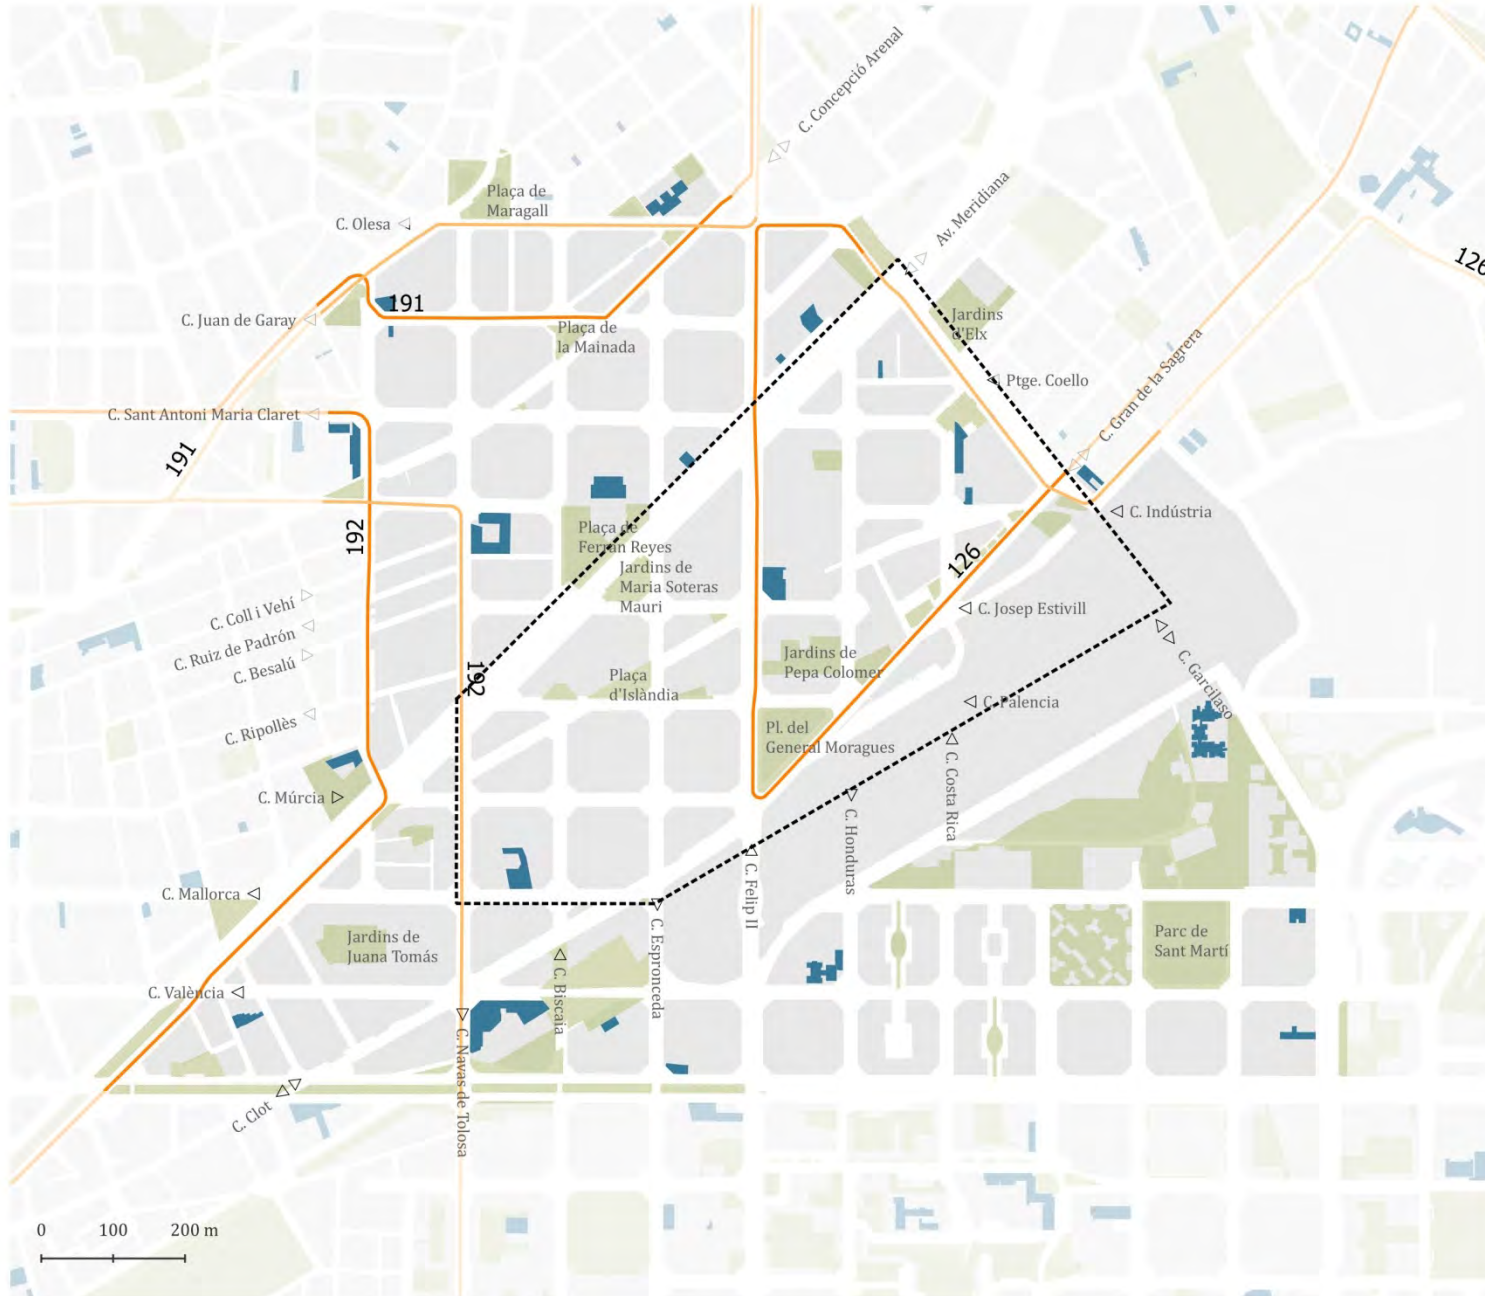 C. Concepció Arenal
Plaça de
Maragall
C. Olesa
Av. Meridiana
126
191
C. Juan de Garay
Plaça de
la Mainada
Jardins
d'Elx
Ptge. Coello
C. Gran de la Sagrera
C. Sant Antoni Maria Claret
191
192
C. Indústria
Plaça de
Ferran Reyes
Jardins de
Maria Soteras
Mauri
126
C. Josep Estivill
C. Coll i Vehí
C. Ruiz de Padrón
C. Besalú
C. Ripollès
192
Plaça
d'Islàndia
Jardins de
Pepa Colomer
C. Garcilaso
C. Palencia
Pl. del
General Moragues
C. Costa Rica
C. Múrcia
C. Honduras
C. Mallorca
C. Felip II
C. Espronceda
Jardins de
Juana Tomás
C. Biscaia
Parc de
Sant Martí
C. València
C. Navas de Tolosa
C. Clot
0 100 200 m